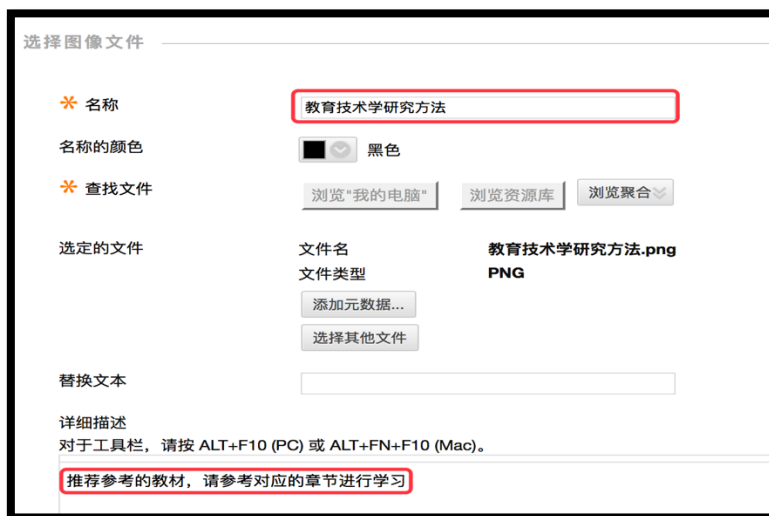 选择图像文件
* 名称 教育技术学研究方法
名称的颜色 黑色
* 查找文件 浏览"我的电脑" 浏览资源库 浏览聚合
选定的文件 文件名 教育技术学研究方法.png
文件类型 PNG
添加元数据...
选择其他文件
替换文本
详细描述
对于工具栏，请按 ALT+F10 (PC) 或 ALT+FN+F10 (Mac)。
推荐参考的教材，请参考对应的章节进行学习